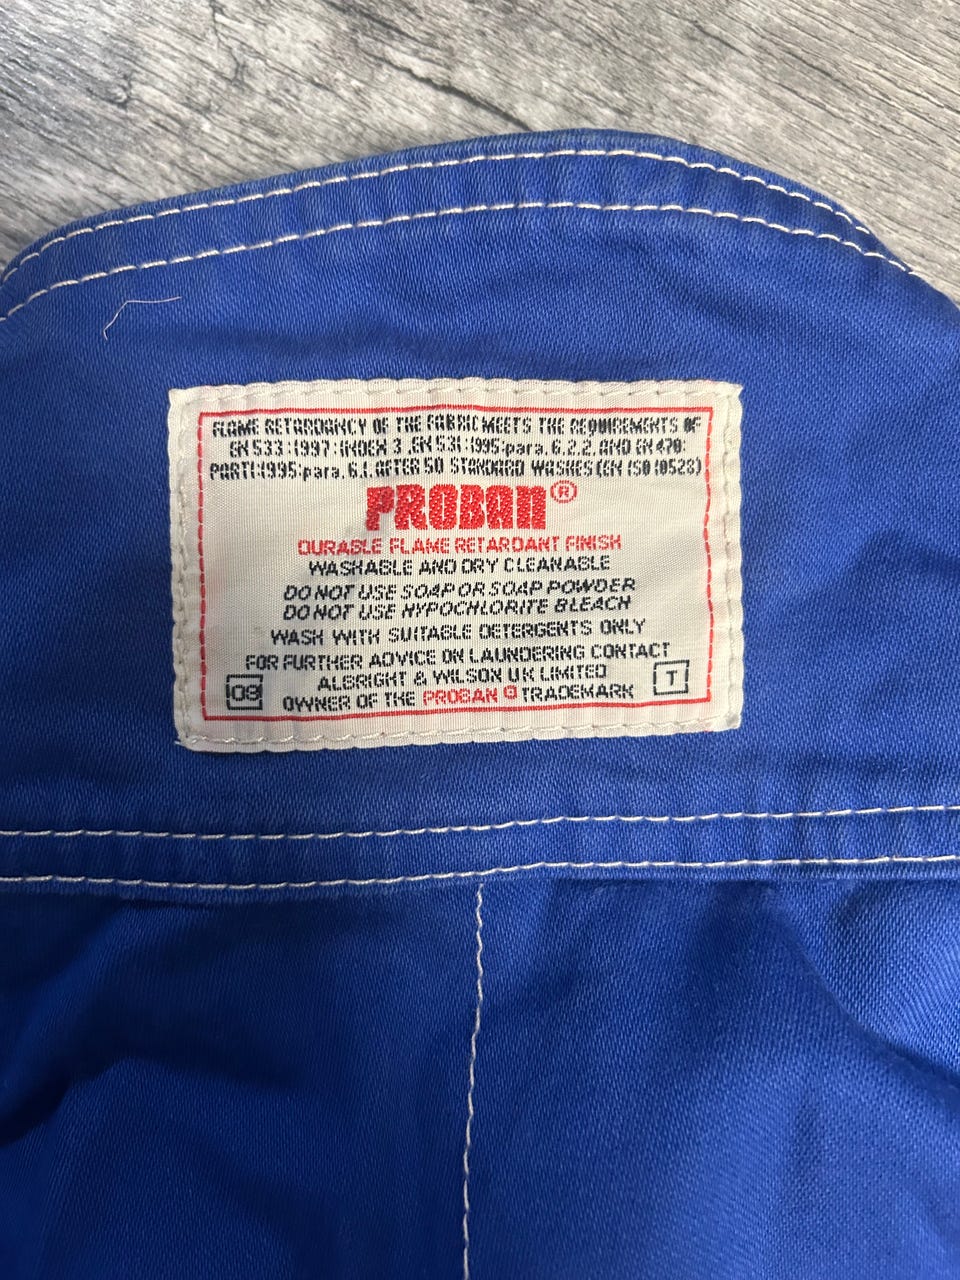 FLAME RETARDANCY OF THE FABRIC MEETS THE REQUIREMENTS OF
EN 533:1997:INDEX 3 .EN 531:1995:para.6.2.2. AND EN 470:
PART1:1995:para.6.1. AFTER 50 STANDARD WASHES (EN ISO 10528)
PROBAN®
DURABLE FLAME RETARDANT FINISH
WASHABLE AND DRY CLEANABLE
DO NOT USE SOAP OR SOAP POWDER
DO NOT USE HYPOCHLORITE BLEACH
WASH WITH SUITABLE DETERGENTS ONLY
FOR FURTHER ADVICE ON LAUNDERING CONTACT
ALBRIGHT & WILSON UK LIMITED
OWNER OF THE PROBAN ® TRADEMARK
T